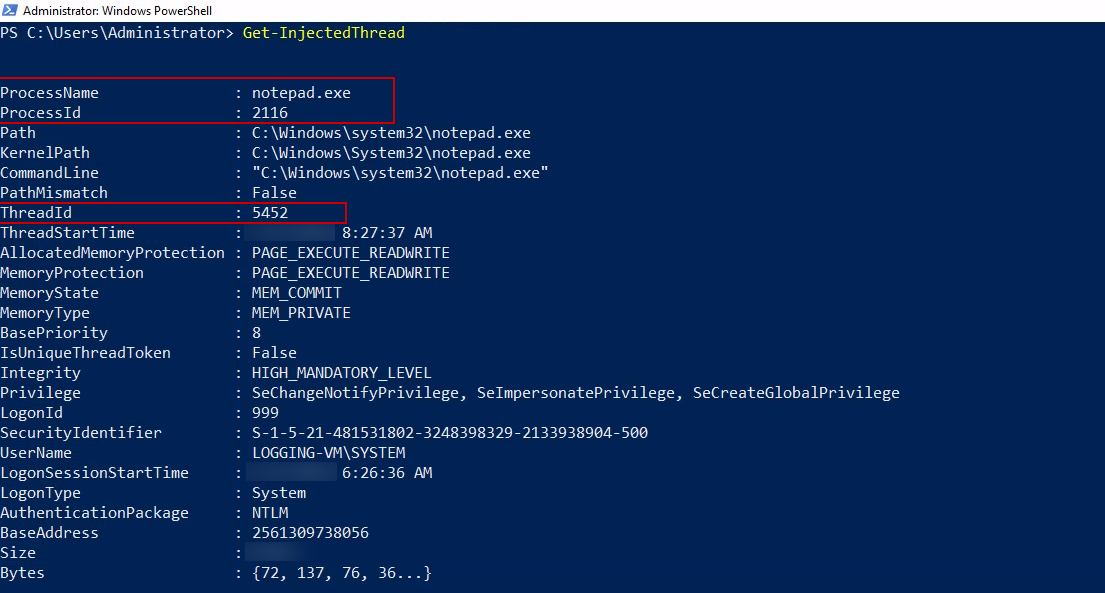 Administrator: Windows PowerShell
PS C:\Users\Administrator> Get-InjectedThread
ProcessName : notepad.exe
ProcessId : 2116
Path : C:\Windows\system32\notepad.exe
KernelPath : C:\Windows\System32\notepad.exe
CommandLine : "C:\Windows\system32\notepad.exe"
PathMismatch : False
ThreadId : 5452
ThreadStartTime : 8:27:37 AM
AllocatedMemoryProtection : PAGE_EXECUTE_READWRITE
MemoryProtection : PAGE_EXECUTE_READWRITE
MemoryState : MEM_COMMIT
MemoryType : MEM_PRIVATE
BasePriority : 8
IsUniqueThreadToken : False
Integrity : HIGH_MANDATORY_LEVEL
Privilege : SeChangeNotifyPrivilege, SeImpersonatePrivilege, SeCreateGlobalPrivilege
LogonId : 999
SecurityIdentifier : S-1-5-21-481531802-3248398329-2133938904-500
UserName : LOGGING-VM\SYSTEM
LogonSessionStartTime : 6:26:36 AM
LogonType : System
AuthenticationPackage : NTLM
BaseAddress : 2561309738056
Size :
Bytes : {72, 137, 76, 36...}